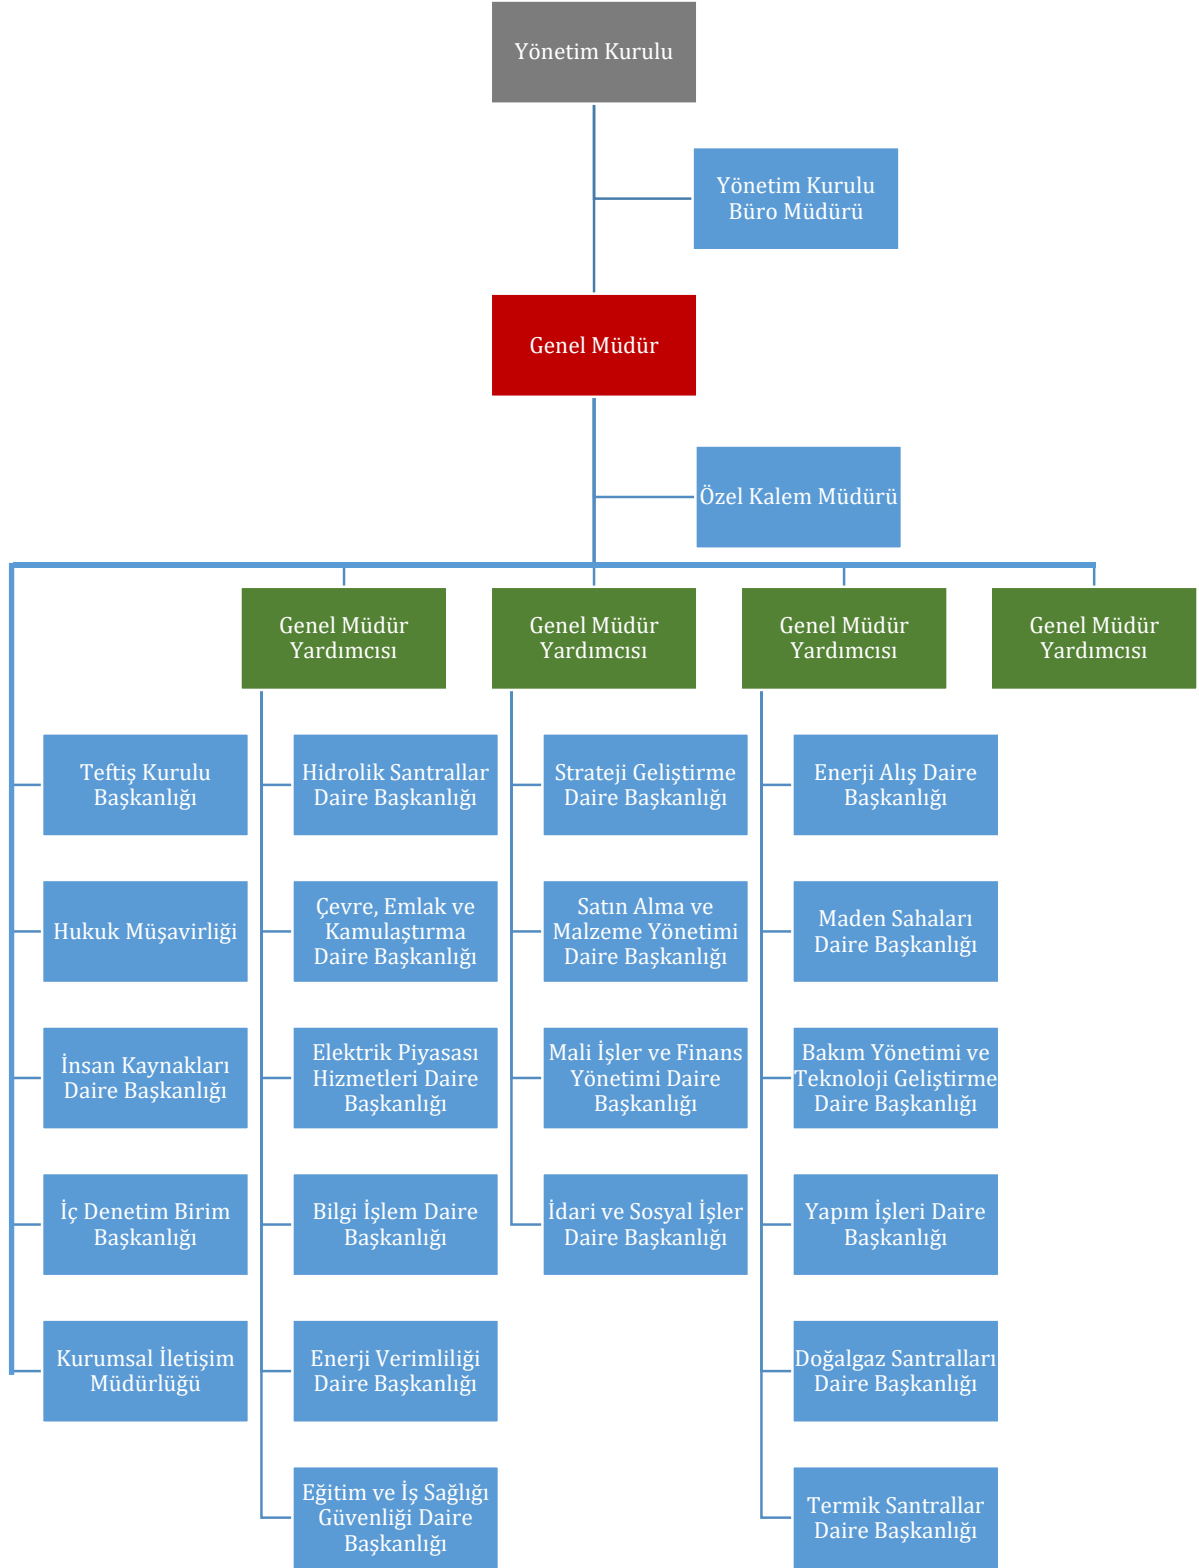 Yönetim Kurulu
Yönetim Kurulu
Büro Müdürü
Genel Müdür
Özel Kalem Müdürü
Genel Müdür
Yardımcısı
Genel Müdür
Yardımcısı
Genel Müdür
Yardımcısı
Genel Müdür
Yardımcısı
Teftiş Kurulu
Başkanlığı
Hidrolik Santrallar
Daire Başkanlığı
Strateji Geliştirme
Daire Başkanlığı
Enerji Alış Daire
Başkanlığı
Hukuk Müşavirliği
Çevre, Emlak ve
Kamulaştırma
Daire Başkanlığı
Satın Alma ve
Malzeme Yönetimi
Daire Başkanlığı
Maden Sahaları
Daire Başkanlığı
İnsan Kaynakları
Daire Başkanlığı
Elektrik Piyasası
Hizmetleri Daire
Başkanlığı
Mali İşler ve Finans
Yönetimi Daire
Başkanlığı
Bakım Yönetimi ve
Teknoloji Geliştirme
Daire Başkanlığı
İç Denetim Birim
Başkanlığı
Bilgi İşlem Daire
Başkanlığı
İdari ve Sosyal İşler
Daire Başkanlığı
Yapım İşleri Daire
Başkanlığı
Kurumsal İletişim
Müdürlüğü
Enerji Verimliliği
Daire Başkanlığı
Doğalgaz Santralları
Daire Başkanlığı
Eğitim ve İş Sağlığı
Güvenliği Daire
Başkanlığı
Termik Santrallar
Daire Başkanlığı